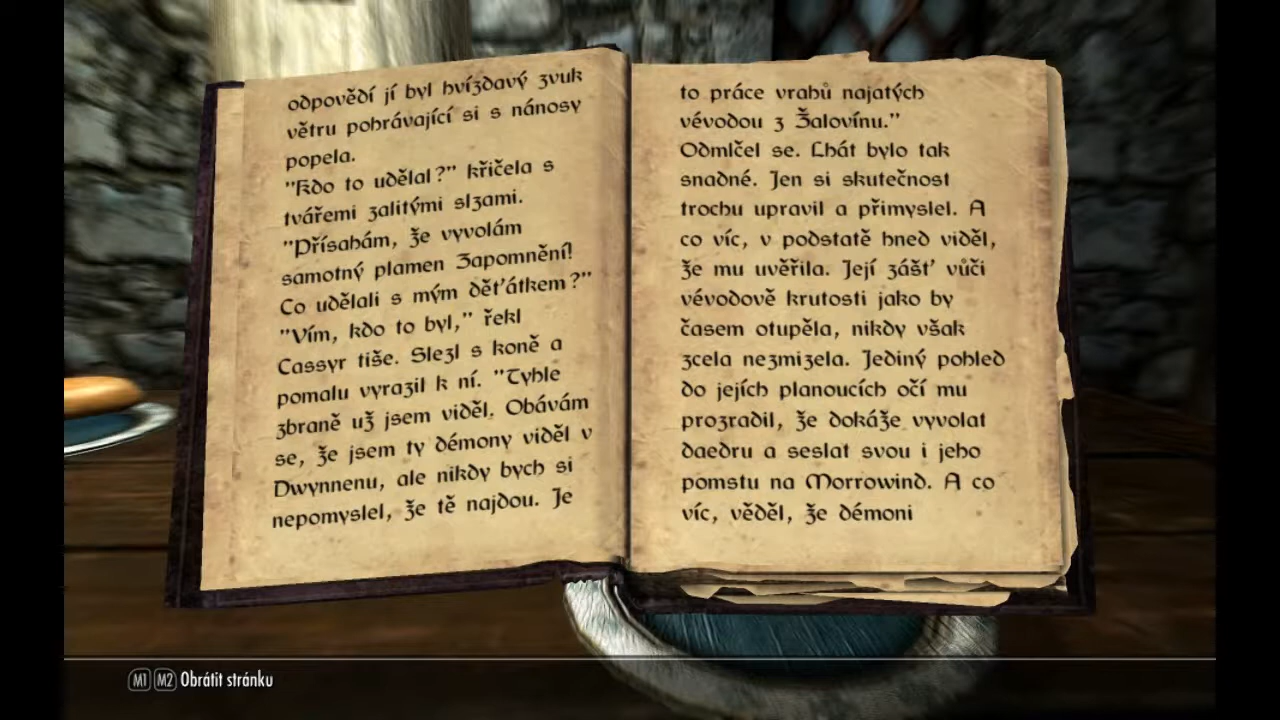 odpovědí jí byl hvízdavý zvuk
větru pohrávající si s nánosy
popela.
"Kdo to udělal?" křičela s
tvářemi zalitými slzami.
"Přísahám, že vyvolám
samotný plamen Zapomnění!
Co udělali s mým děťátkem?"
"Vím, kdo to byl," řekl
Cassyr tiše. Slezl s koně a
pomalu vyrazil k ní. "Tyhle
zbraně už jsem viděl. Obávám
se, že jsem ty démony viděl v
Dwynnenu, ale nikdy bych si
nepomyslel, že tě najdou. Je
to práce vrahů najatých
vévodou z Žalovínu."
Odmlčel se. Lhát bylo tak
snadné. Jen si skutečnost
trochu upravil a přimyslel. A
co víc, v podstatě hned viděl,
že mu uvěřila. Její zášť vůči
vévodově krutosti jako by
časem otupěla, nikdy však
zcela nezmizela. Jediný pohled
do jejích planoucích očí mu
prozradil, že dokáže vyvolat
daedru a seslat svou i jeho
pomstu na Morrowind. A co
víc, věděl, že démoni
M1 M2 Obrátit stránku